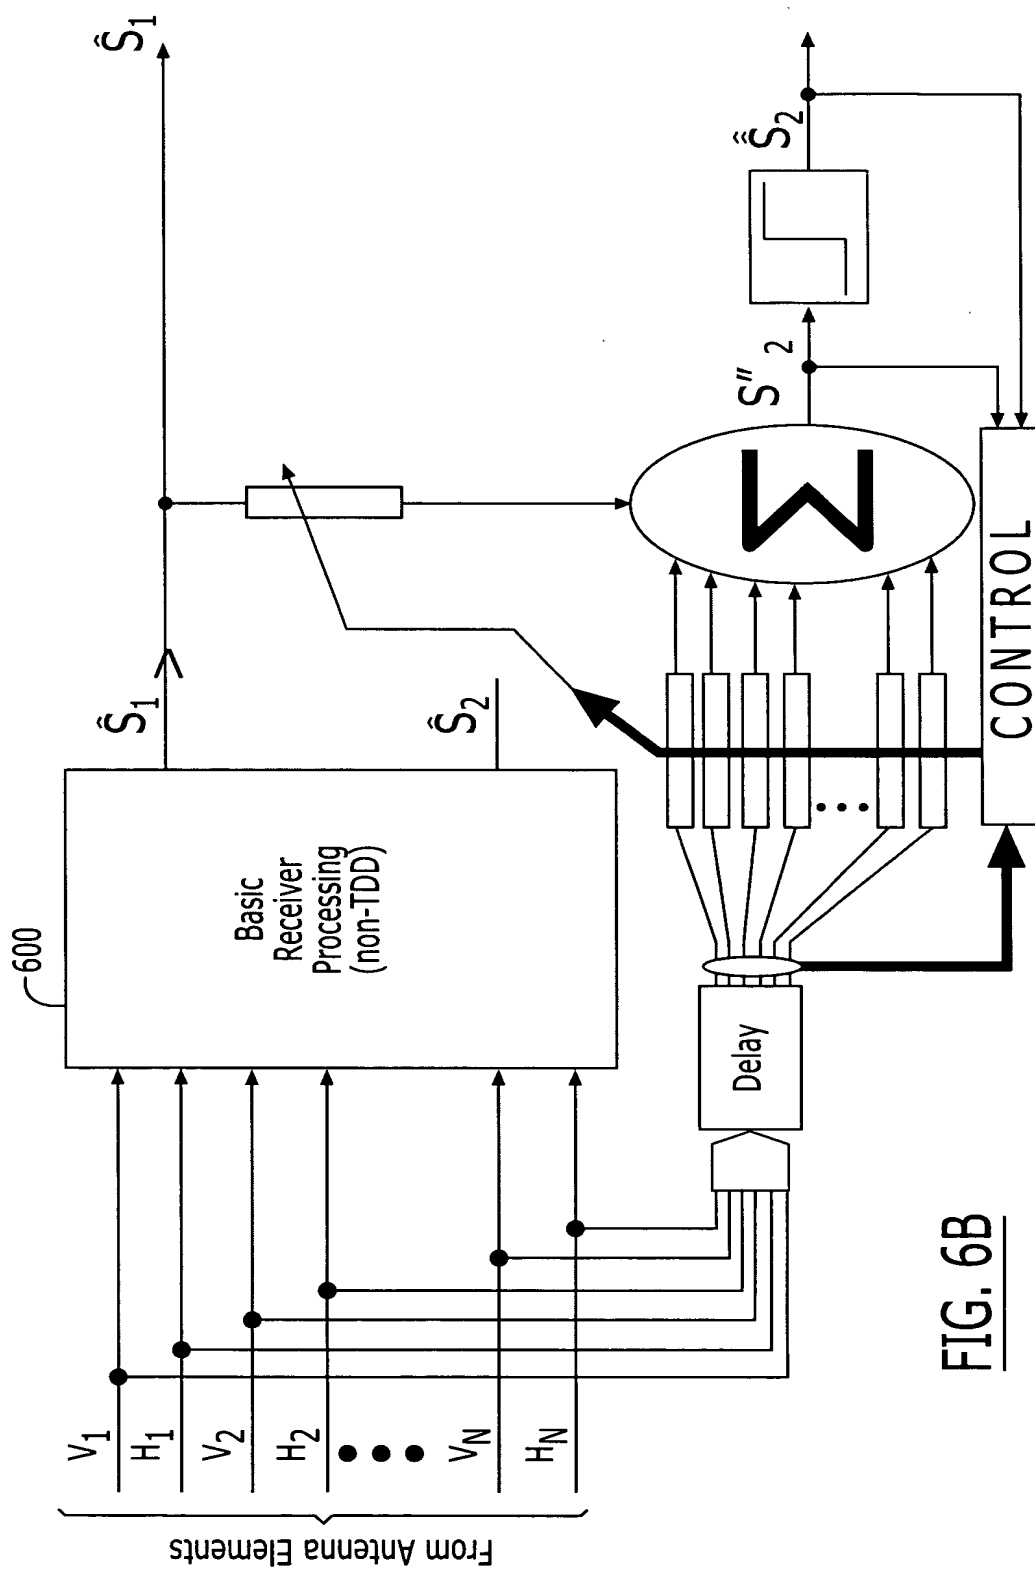 From Antenna Elements
V1
H1
V2
H2
• • •
VN
HN
600
Basic
Receiver
Processing
(non-TDD)
Ŝ1
Ŝ1
Ŝ2
Delay
• • •
Σ
S"2
Ŝ̂2
CONTROL
FIG. 6B